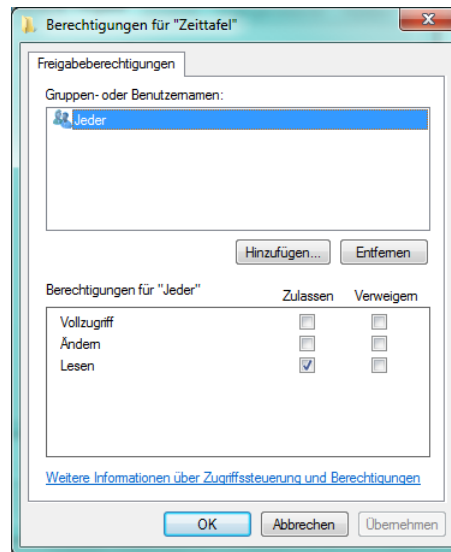 Berechtigungen für "Zeittafel"
Freigabeberechtigungen
Gruppen- oder Benutzernamen:
Jeder
Hinzufügen... Entfernen
Berechtigungen für "Jeder" Zulassen Verweigern
Vollzugriff
Ändern
Lesen
Weitere Informationen über Zugriffssteuerung und Berechtigungen
OK Abbrechen Übernehmen